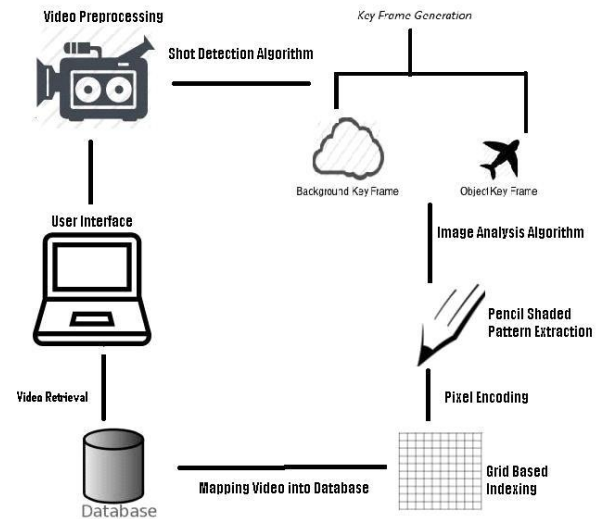 Video Preprocessing
Key Frame Generation
Shot Detection Algorithm
Background Key Frame
Object Key Frame
User Interface
Image Analysis Algorithm
Pencil Shaded
Pattern Extraction
Video Retrieval
Pixel Encoding
Grid Based
Indexing
Mapping Video into Database
Database